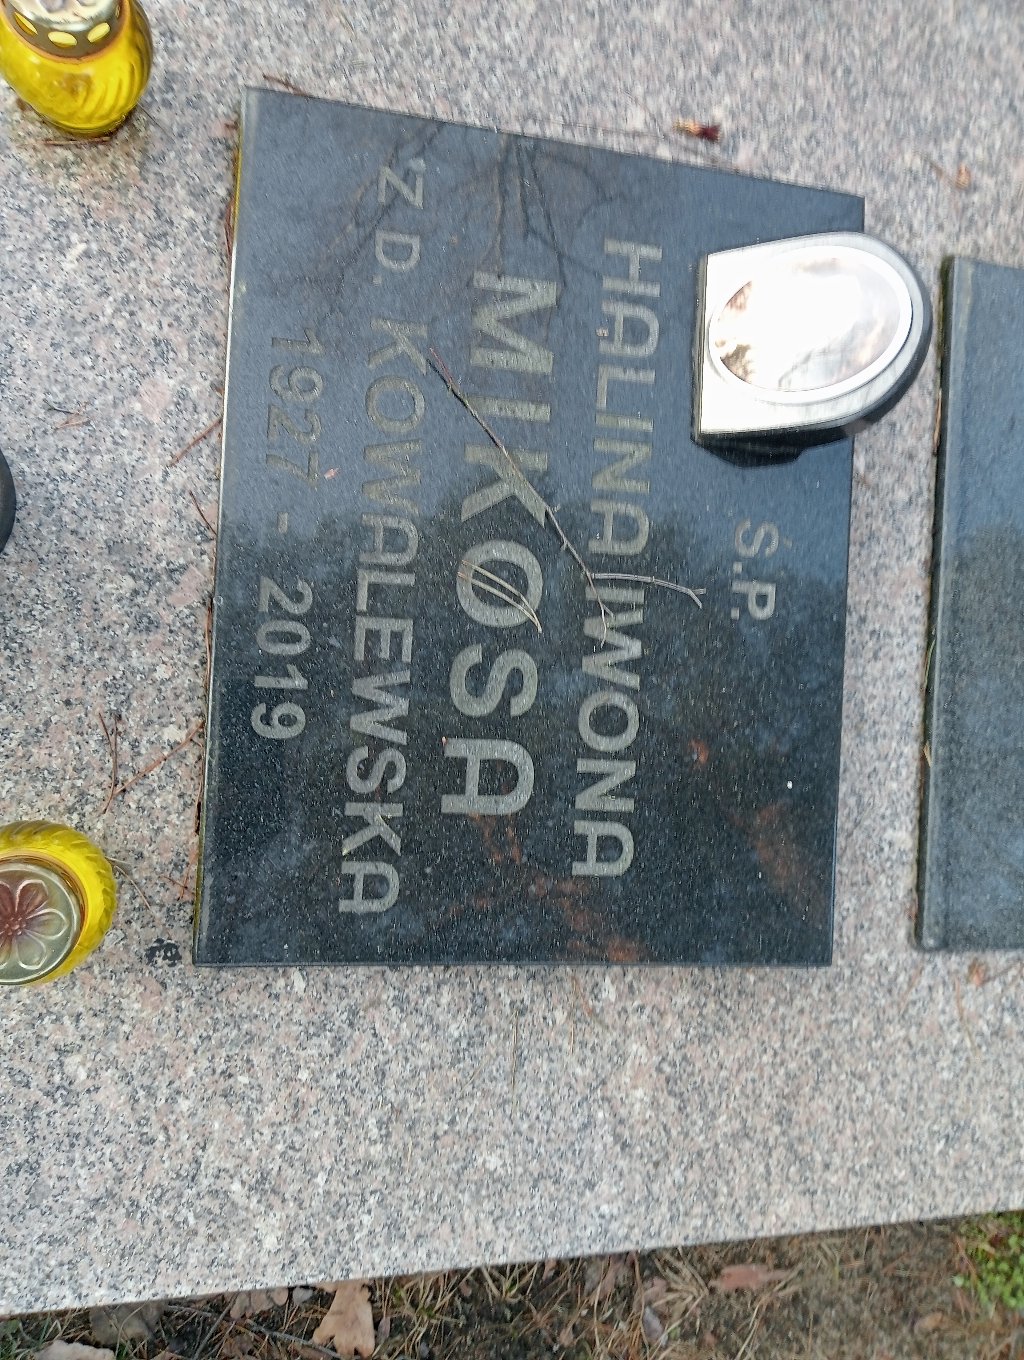 Ś.P.
HALINA IWONA
MIKOSA
Z D. KOWALEWSKA
1927 - 2019